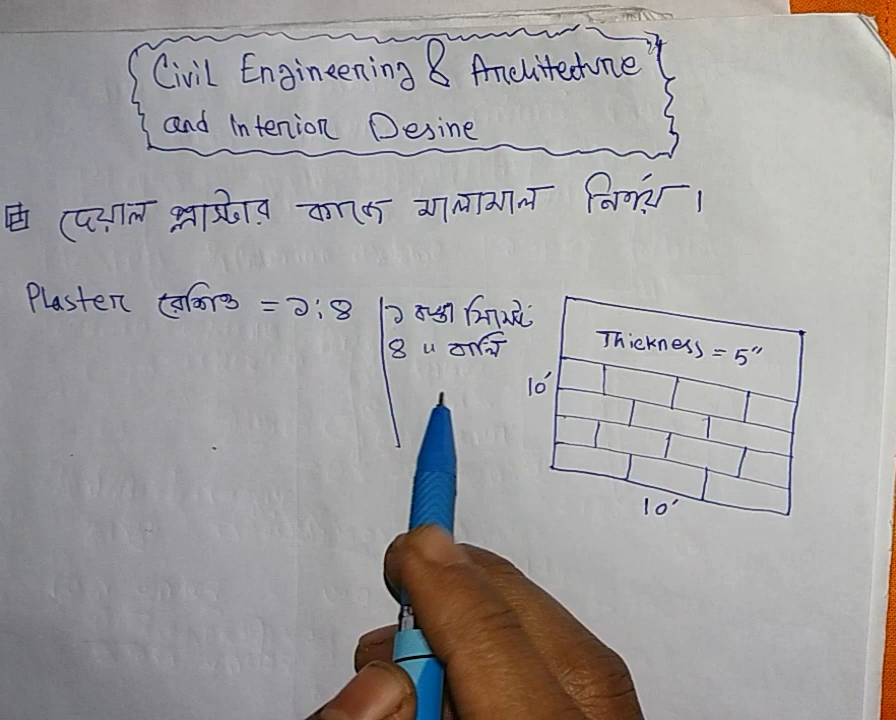 Civil Engineering & Architecture
and Interior Desine
দেয়াল প্লাস্টার কাজে মালামাল নির্ণয়।
Plaster রেশিও = ১:৪
১ বস্তা সিমেন্ট
৪ " বালি
Thickness = 5"
10'
10'